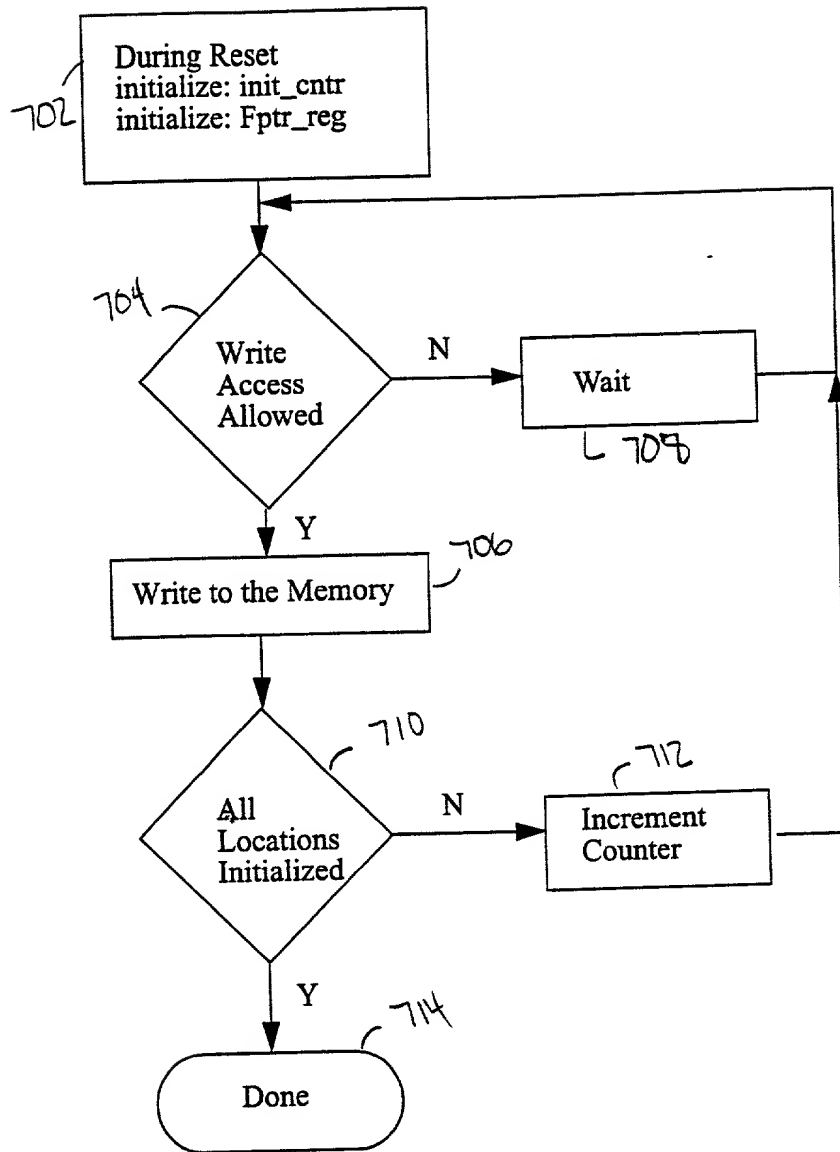 During Reset
initialize: init_cntr
initialize: Fptr_reg
702
704
Write
Access
Allowed
N
Wait
708
Y
706
Write to the Memory
710
All
Locations
Initialized
N
712
Increment
Counter
Y
714
Done